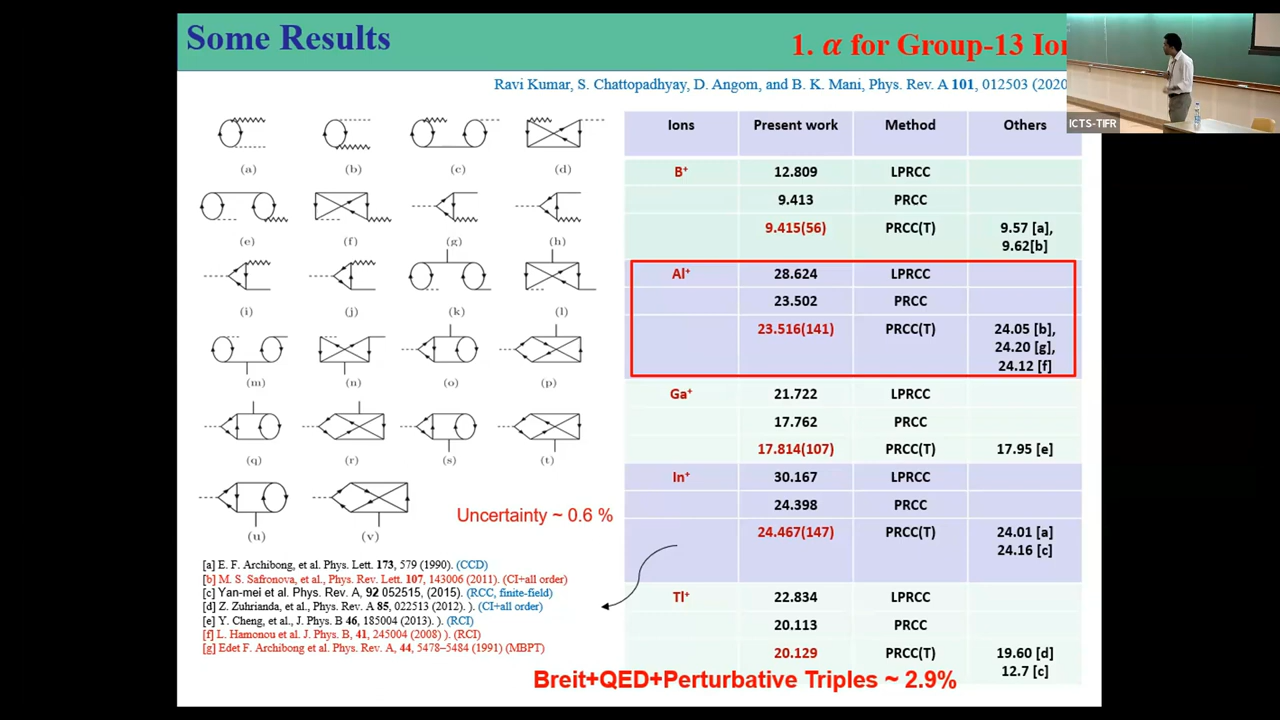 Some Results
1. α for Group-13 Ion
Ravi Kumar, S. Chattopadhyay, D. Angom, and B. K. Mani, Phys. Rev. A 101, 012503 (2020
ICTS-TIFR
(a) (b) (c) (d)
(e) (f) (g) (h)
(i) (j) (k) (l)
(m) (n) (o) (p)
(q) (r) (s) (t)
(u) (v)
Uncertainty ~ 0.6 %
[a] E. F. Archibong, et al. Phys. Lett. 173, 579 (1990). (CCD)
[b] M. S. Safronova, et al., Phys. Rev. Lett. 107, 143006 (2011). (CI+all order)
[c] Yan-mei et al. Phys. Rev. A, 92 052515, (2015). (RCC, finite-field)
[d] Z. Zuhrianda, et al., Phys. Rev. A 85, 022513 (2012). ). (CI+all order)
[e] Y. Cheng, et al., J. Phys. B 46, 185004 (2013). ). (RCI)
[f] L. Hamonou et al. J. Phys. B, 41, 245004 (2008) ). (RCI)
[g] Edet F. Archibong et al. Phys. Rev. A, 44, 5478–5484 (1991) (MBPT)
Ions Present work Method Others
B⁺ 12.809 LPRCC
9.413 PRCC
9.415(56) PRCC(T) 9.57 [a],
9.62[b]
Al⁺ 28.624 LPRCC
23.502 PRCC
23.516(141) PRCC(T) 24.05 [b],
24.20 [g],
24.12 [f]
Ga⁺ 21.722 LPRCC
17.762 PRCC
17.814(107) PRCC(T) 17.95 [e]
In⁺ 30.167 LPRCC
24.398 PRCC
24.467(147) PRCC(T) 24.01 [a]
24.16 [c]
Tl⁺ 22.834 LPRCC
20.113 PRCC
20.129 PRCC(T) 19.60 [d]
12.7 [c]
Breit+QED+Perturbative Triples ~ 2.9%